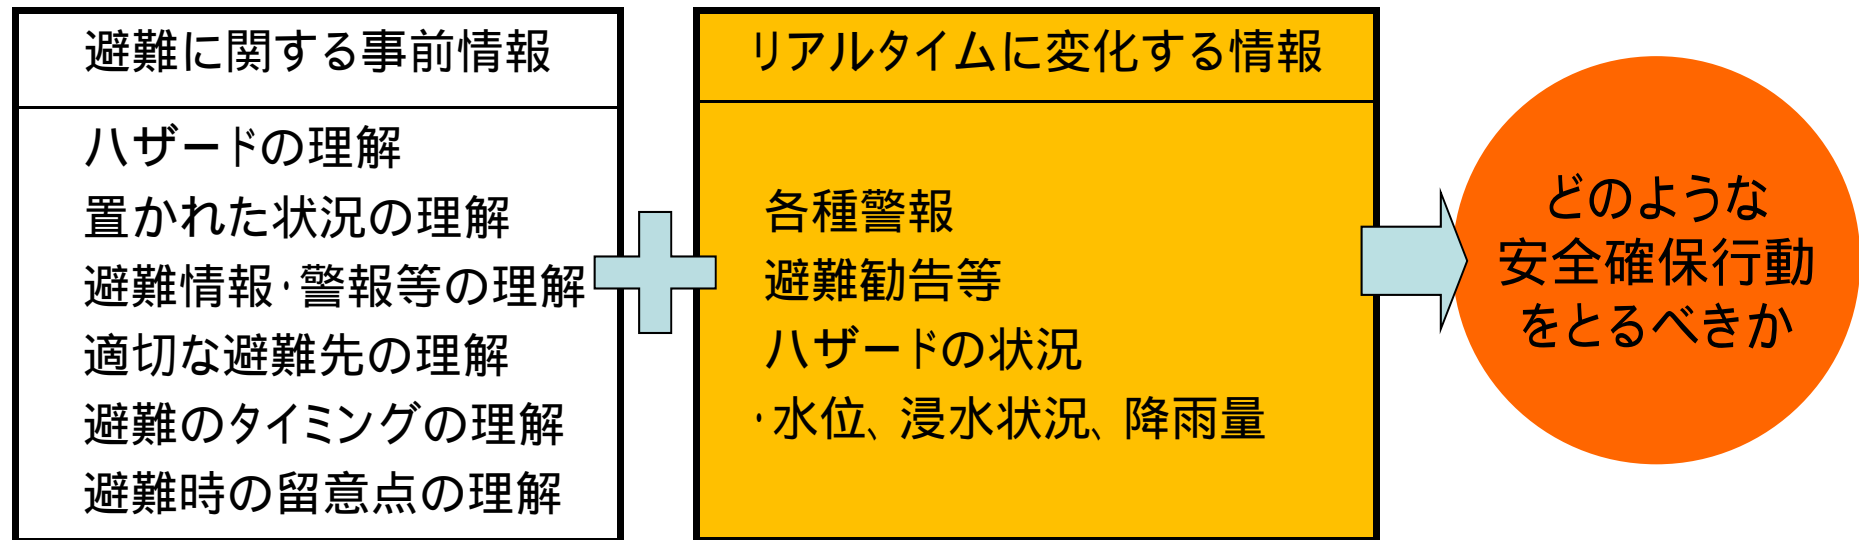 避難に関する事前情報
ハザードの理解
置かれた状況の理解
避難情報・警報等の理解
適切な避難先の理解
避難のタイミングの理解
避難時の留意点の理解
リアルタイムに変化する情報
各種警報
避難勧告等
ハザードの状況
・水位、浸水状況、降雨量
どのような
安全確保行動
をとるべきか